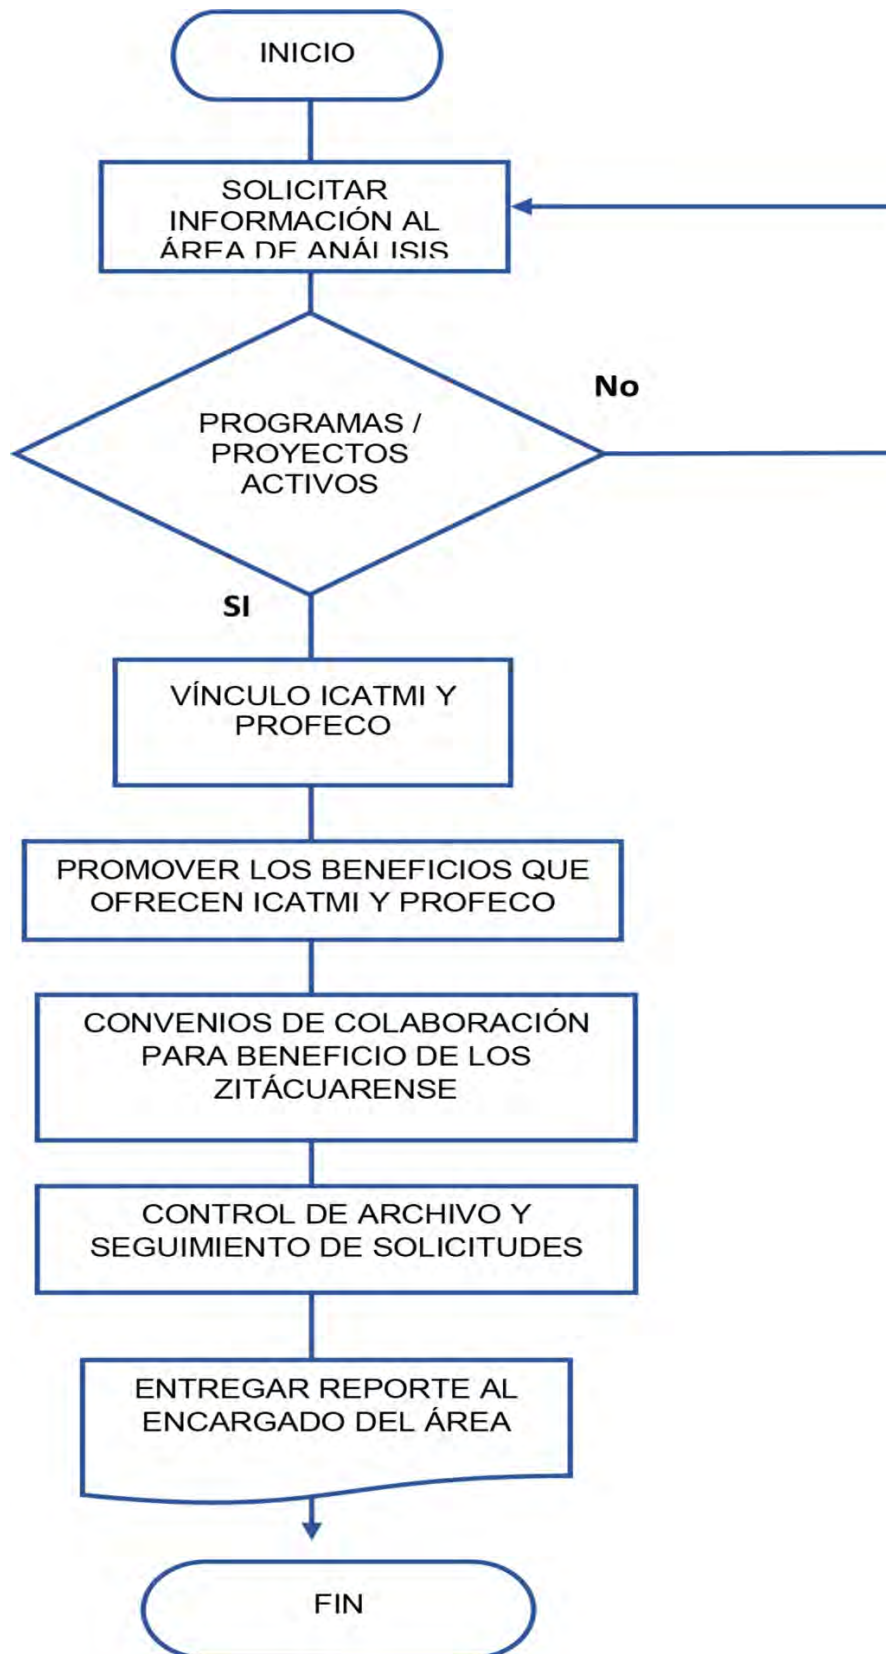 INICIO
SOLICITAR
INFORMACIÓN AL
ÁREA DE ANÁLISIS
No
PROGRAMAS /
PROYECTOS
ACTIVOS
SI
VÍNCULO ICATMI Y
PROFECO
PROMOVER LOS BENEFICIOS QUE
OFRECEN ICATMI Y PROFECO
CONVENIOS DE COLABORACIÓN
PARA BENEFICIO DE LOS
ZITÁCUARENSE
CONTROL DE ARCHIVO Y
SEGUIMIENTO DE SOLICITUDES
ENTREGAR REPORTE AL
ENCARGADO DEL ÁREA
FIN